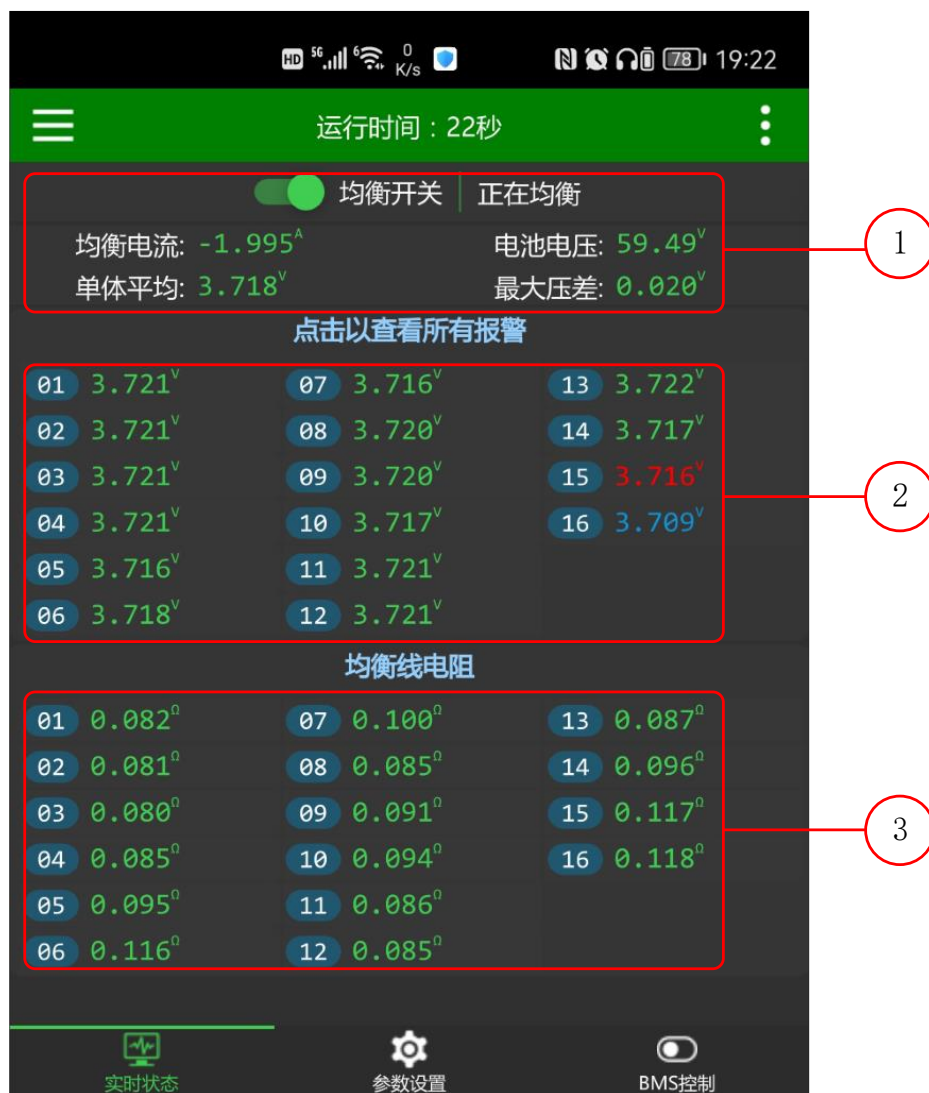 HD 5G 6 0 K/s N 78 19:22
运行时间：22秒
均衡开关 正在均衡
均衡电流: -1.995A 电池电压: 59.49V
单体平均: 3.718V 最大压差: 0.020V
1
点击以查看所有报警
01 3.721V 07 3.716V 13 3.722V
02 3.721V 08 3.720V 14 3.717V
03 3.721V 09 3.720V 15 3.716V
04 3.721V 10 3.717V 16 3.709V
05 3.716V 11 3.721V
06 3.718V 12 3.721V
2
均衡线电阻
01 0.082Ω 07 0.100Ω 13 0.087Ω
02 0.081Ω 08 0.085Ω 14 0.096Ω
03 0.080Ω 09 0.091Ω 15 0.117Ω
04 0.085Ω 10 0.094Ω 16 0.118Ω
05 0.095Ω 11 0.086Ω
06 0.116Ω 12 0.085Ω
3
实时状态 参数设置 BMS控制